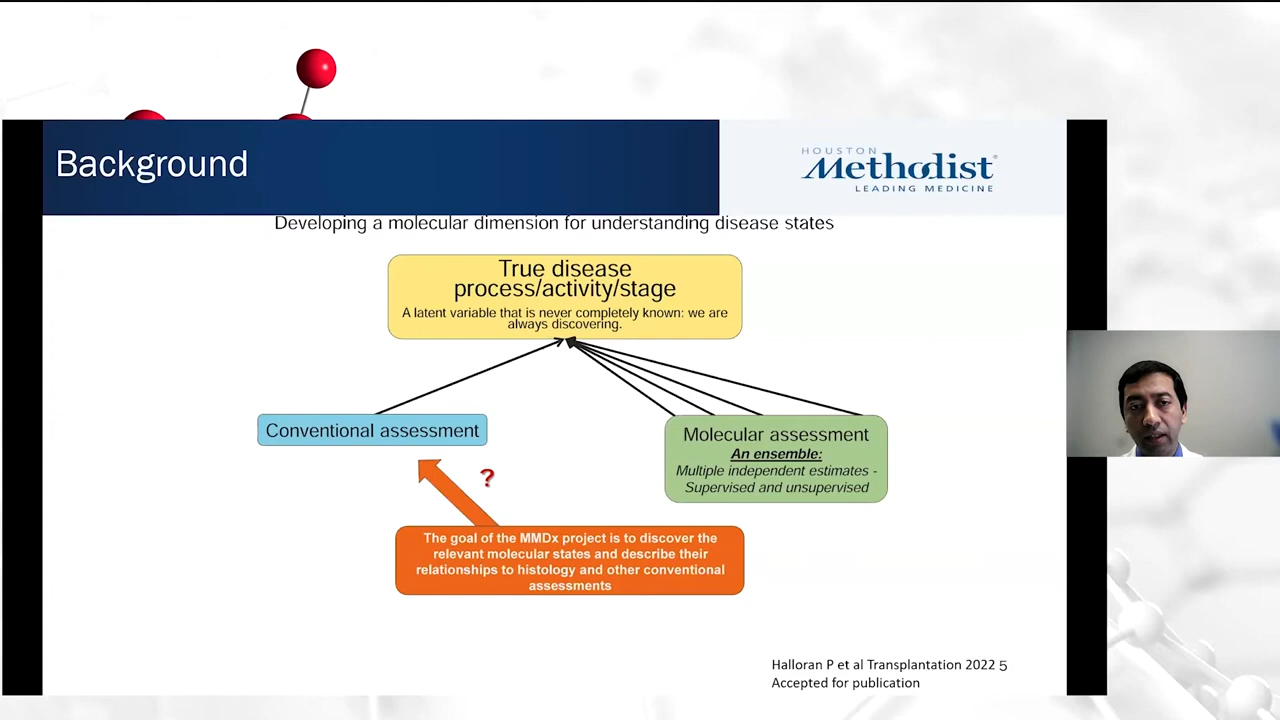 Background
HOUSTON
Methodist®
LEADING MEDICINE
Developing a molecular dimension for understanding disease states
True disease
process/activity/stage
A latent variable that is never completely known: we are
always discovering.
Conventional assessment
Molecular assessment
An ensemble:
Multiple independent estimates -
Supervised and unsupervised
?
The goal of the MMDx project is to discover the
relevant molecular states and describe their
relationships to histology and other conventional
assessments
Halloran P et al Transplantation 2022 5
Accepted for publication